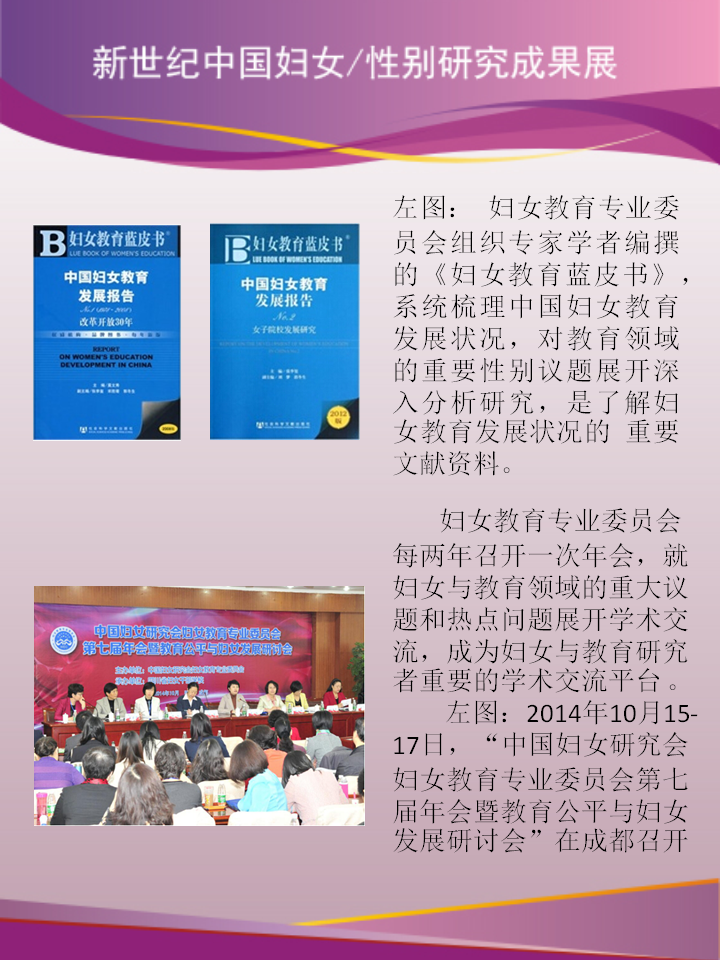 新世纪中国妇女/性别研究成果展
左图： 妇女教育专业委
员会组织专家学者编撰
的《妇女教育蓝皮书》，
系统梳理中国妇女教育
发展状况，对教育领域
的重要性别议题展开深
入分析研究，是了解妇
女教育发展状况的 重要
文献资料。
B 妇女教育蓝皮书
LUE BOOK OF WOMEN'S EDUCATION
中国妇女教育
发展报告
改革开放30年
REPORT
ON WOMEN'S EDUCATION
DEVELOPMENT IN CHINA
B 妇女教育蓝皮书
LUE BOOK OF WOMEN'S EDUCATION
中国妇女教育
发展报告
No.2
女子院校发展研究
2012
版
妇女教育专业委员会
每两年召开一次年会，就
妇女与教育领域的重大议
题和热点问题展开学术交
流，成为妇女与教育研究
者重要的学术交流平台 。
左图：2014年10月15-
17日，“中国妇女研究会
妇女教育专业委员会第七
届年会暨教育公平与妇女
发展研讨会”在成都召开
中国妇女研究会妇女教育专业委员会
第七届年会暨教育公平与妇女发展研讨会